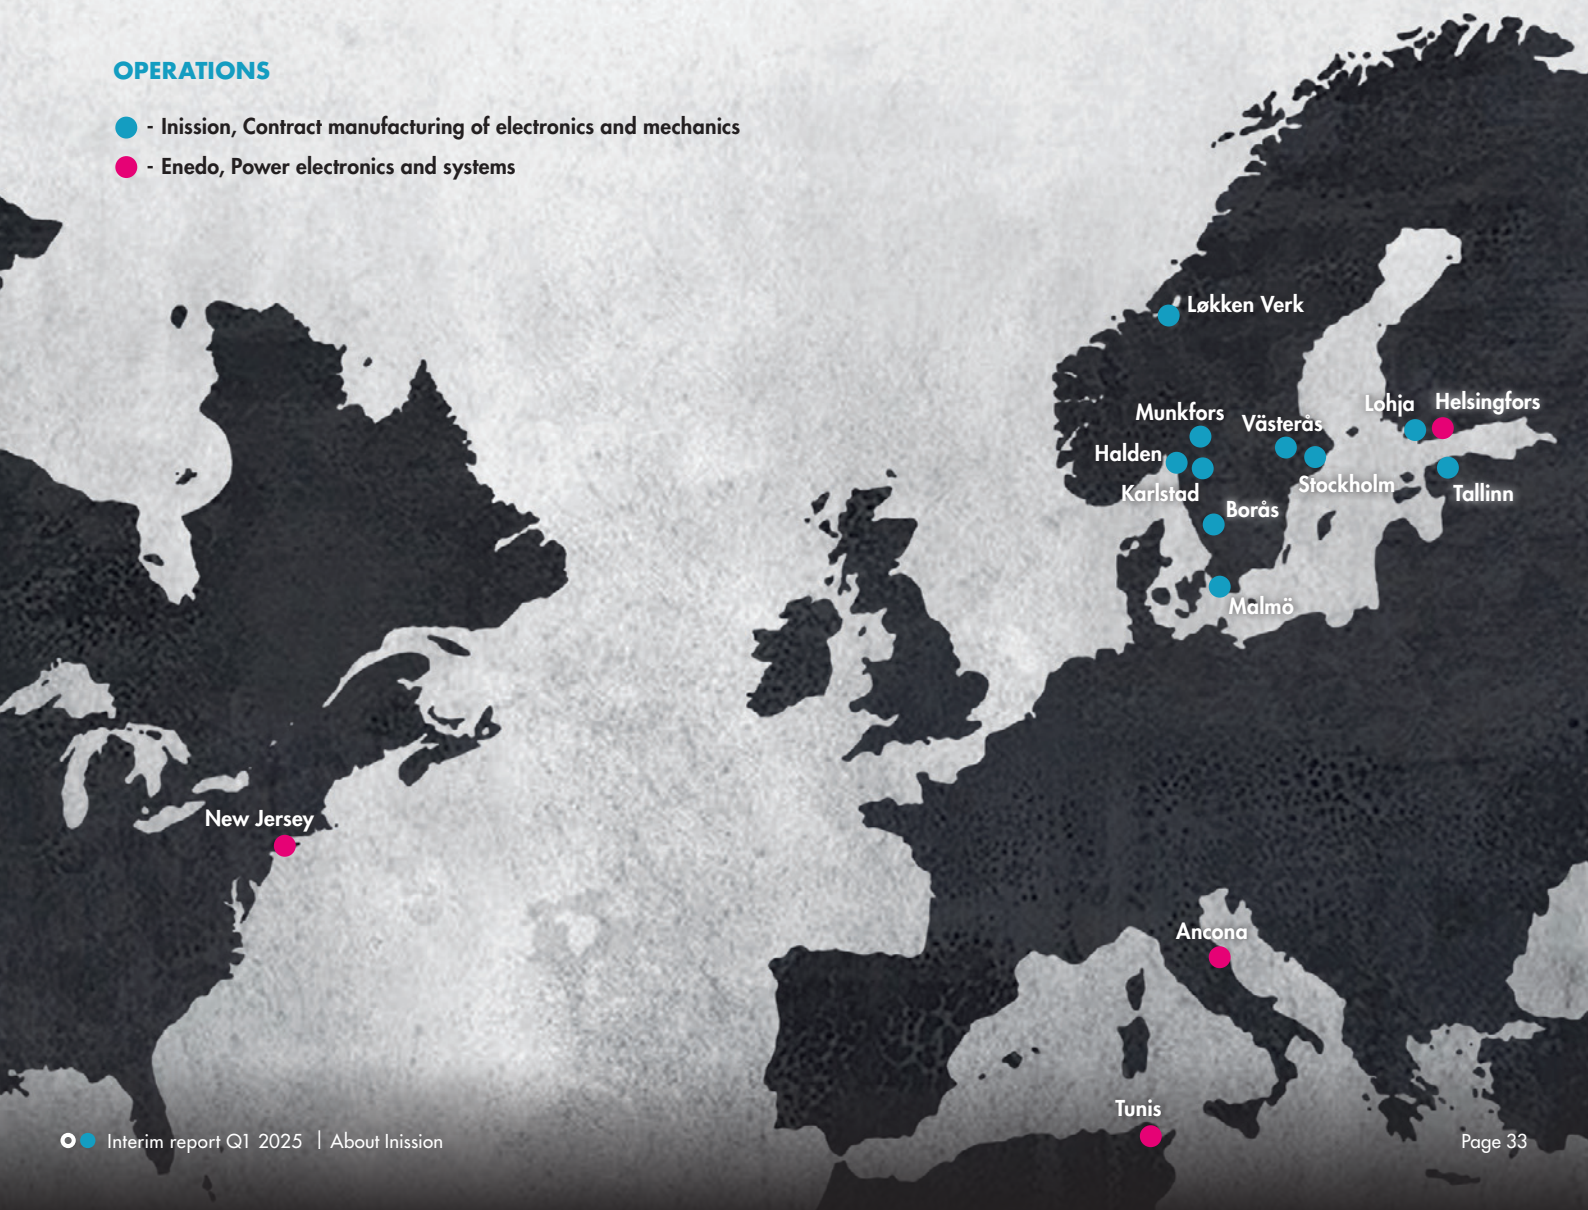 OPERATIONS
- Inission, Contract manufacturing of electronics and mechanics
- Enedo, Power electronics and systems
Løkken Verk
Munkfors
Västerås
Lohja
Helsingfors
Halden
Karlstad
Stockholm
Tallinn
Borås
Malmö
New Jersey
Ancona
Tunis
Interim report Q1 2025 | About Inission
Page 33